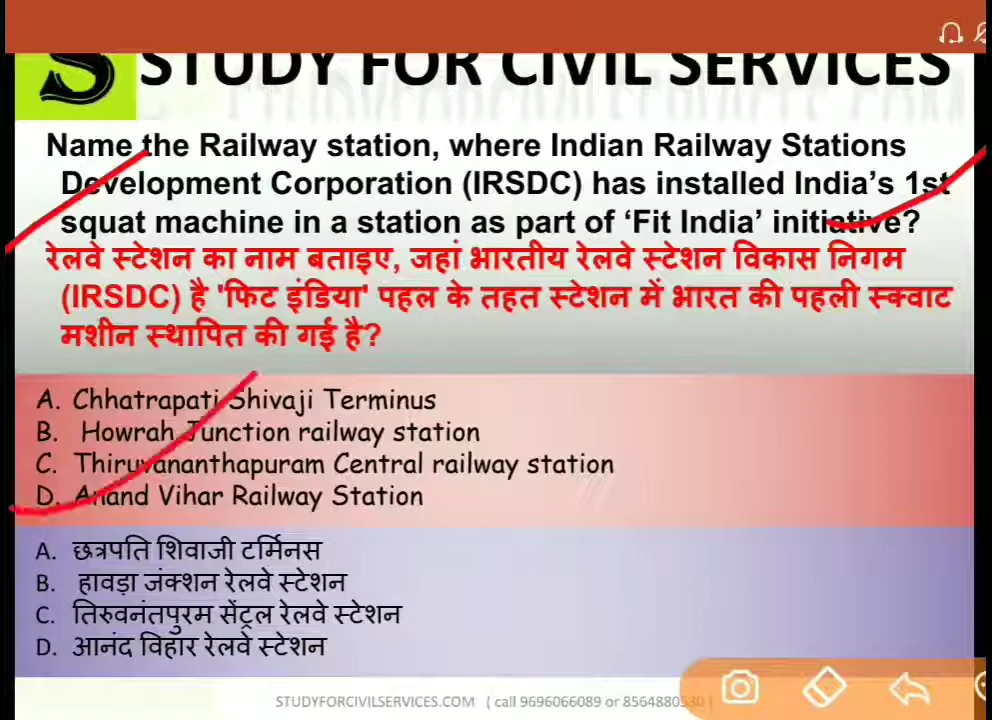 STUDY FOR CIVIL SERVICES
Name the Railway station, where Indian Railway Stations
Development Corporation (IRSDC) has installed India's 1st
squat machine in a station as part of 'Fit India' initiative?
रेलवे स्टेशन का नाम बताइए, जहां भारतीय रेलवे स्टेशन विकास निगम
(IRSDC) है 'फिट इंडिया' पहल के तहत स्टेशन में भारत की पहली स्क्वाट
मशीन स्थापित की गई है?
A. Chhatrapati Shivaji Terminus
B. Howrah Junction railway station
C. Thiruvananthapuram Central railway station
D. Anand Vihar Railway Station
A. छत्रपति शिवाजी टर्मिनस
B. हावड़ा जंक्शन रेलवे स्टेशन
C. तिरुवनंतपुरम सेंट्रल रेलवे स्टेशन
D. आनंद विहार रेलवे स्टेशन
STUDYFORCIVILSERVICES.COM ( call 9696066089 or 8564880530 )